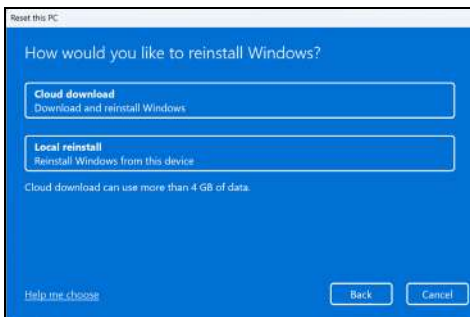 Reset this PC
How would you like to reinstall Windows?
Cloud download
Download and reinstall Windows
Local reinstall
Reinstall Windows from this device
Cloud download can use more than 4 GB of data.
Help me choose
Back
Cancel